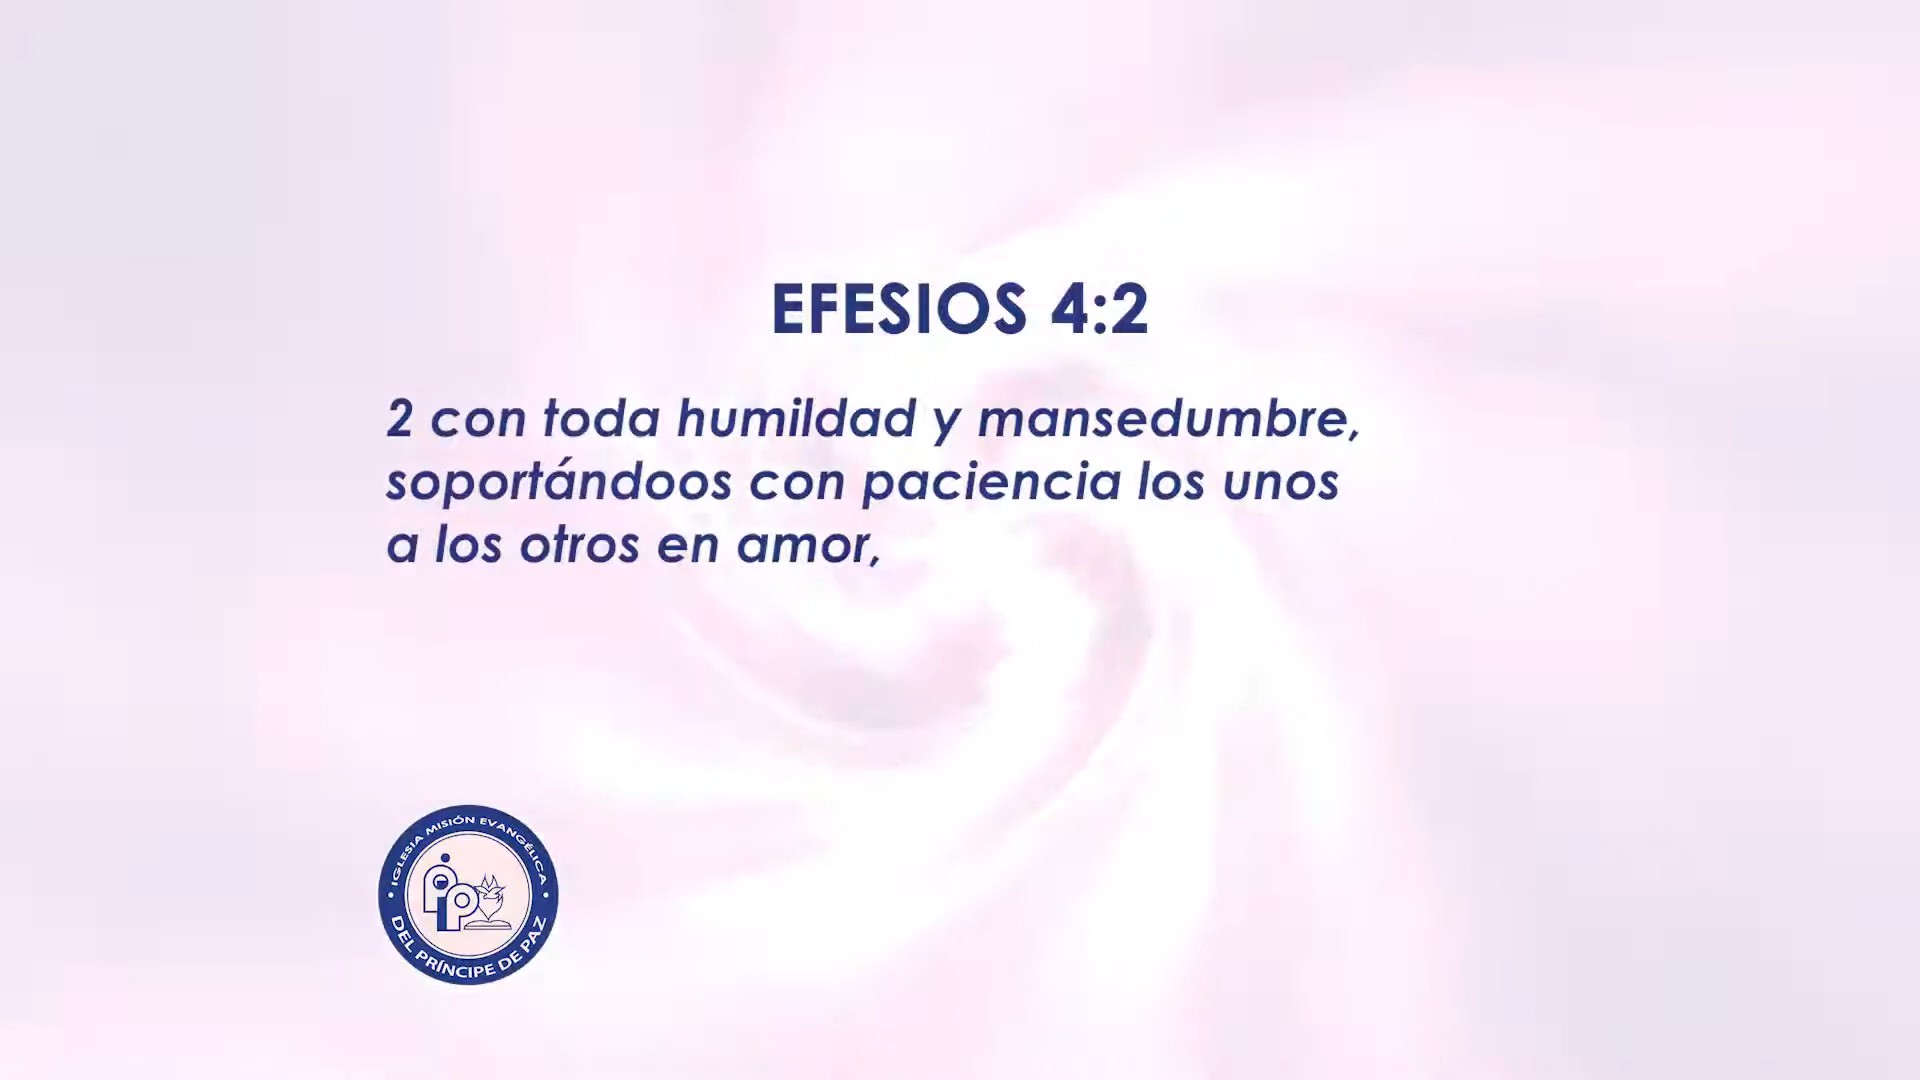 EFESIOS 4:2
2 con toda humildad y mansedumbre,
soportándoos con paciencia los unos
a los otros en amor,
• IGLESIA MISIÓN EVANGÉLICA •
DEL PRÍNCIPE DE PAZ